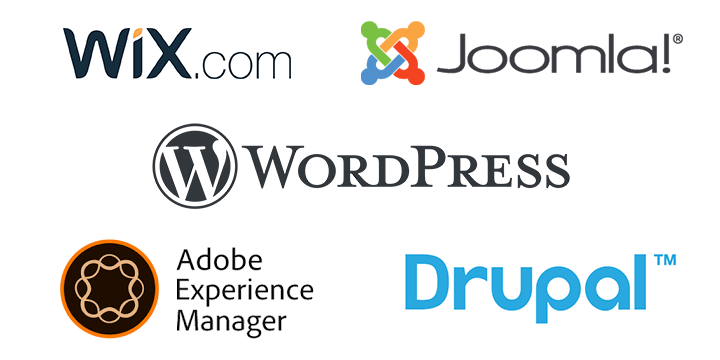 WiX.com
Joomla!®
W WORDPRESS
Adobe
Experience
Manager
Drupal™